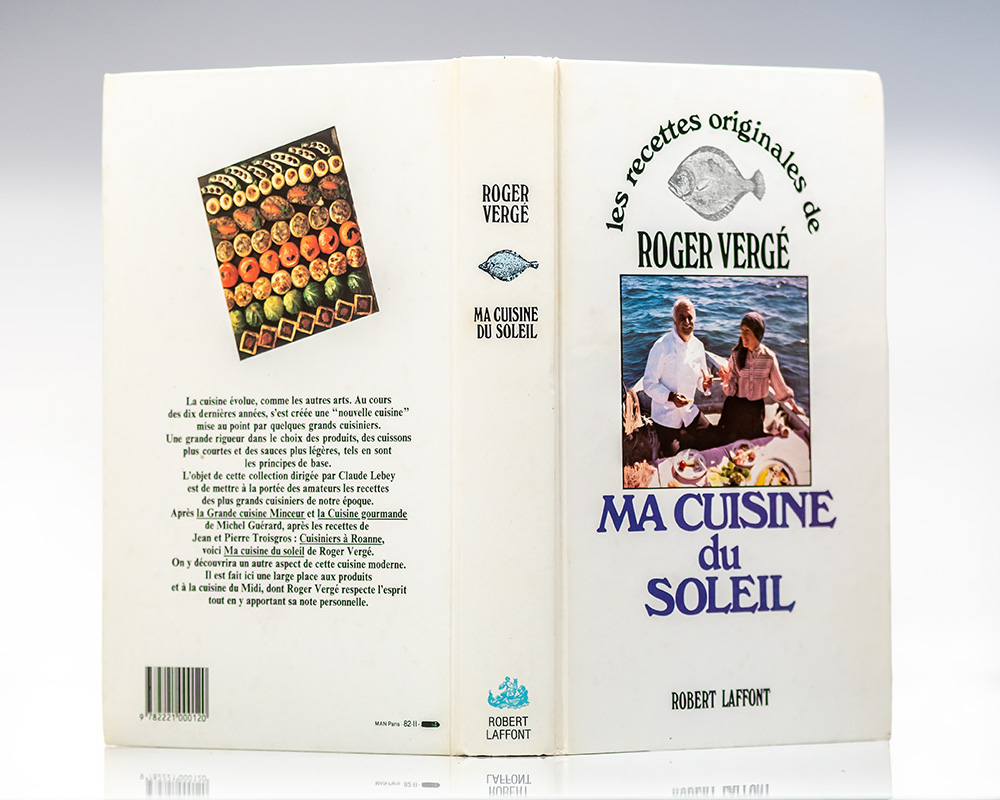 La cuisine évolue, comme les autres arts. Au cours
des dix dernières années, s'est créée une "nouvelle cuisine"
mise au point par quelques grands cuisiniers.
Une grande rigueur dans le choix des produits, des cuissons
plus courtes et des sauces plus légères, tels en sont
les principes de base.
L'objet de cette collection dirigée par Claude Lebey
est de mettre à la portée des amateurs les recettes
des plus grands cuisiniers de notre époque.
Après la Grande cuisine Minceur et la Cuisine gourmande
de Michel Guérard, après les recettes de
Jean et Pierre Troisgros : Cuisiniers à Roanne,
voici Ma cuisine du soleil de Roger Vergé.
On y découvrira un autre aspect de cette cuisine moderne.
Il est fait ici une large place aux produits
et à la cuisine du Midi, dont Roger Vergé respecte l'esprit
tout en y apportant sa note personnelle.
9 782221 000120
MAN Paris 82-II-
ROGER
VERGÉ
MA CUISINE
DU SOLEIL
ROBERT
LAFFONT
les recettes originales de
ROGER VERGÉ
MA CUISINE
du
SOLEIL
ROBERT LAFFONT